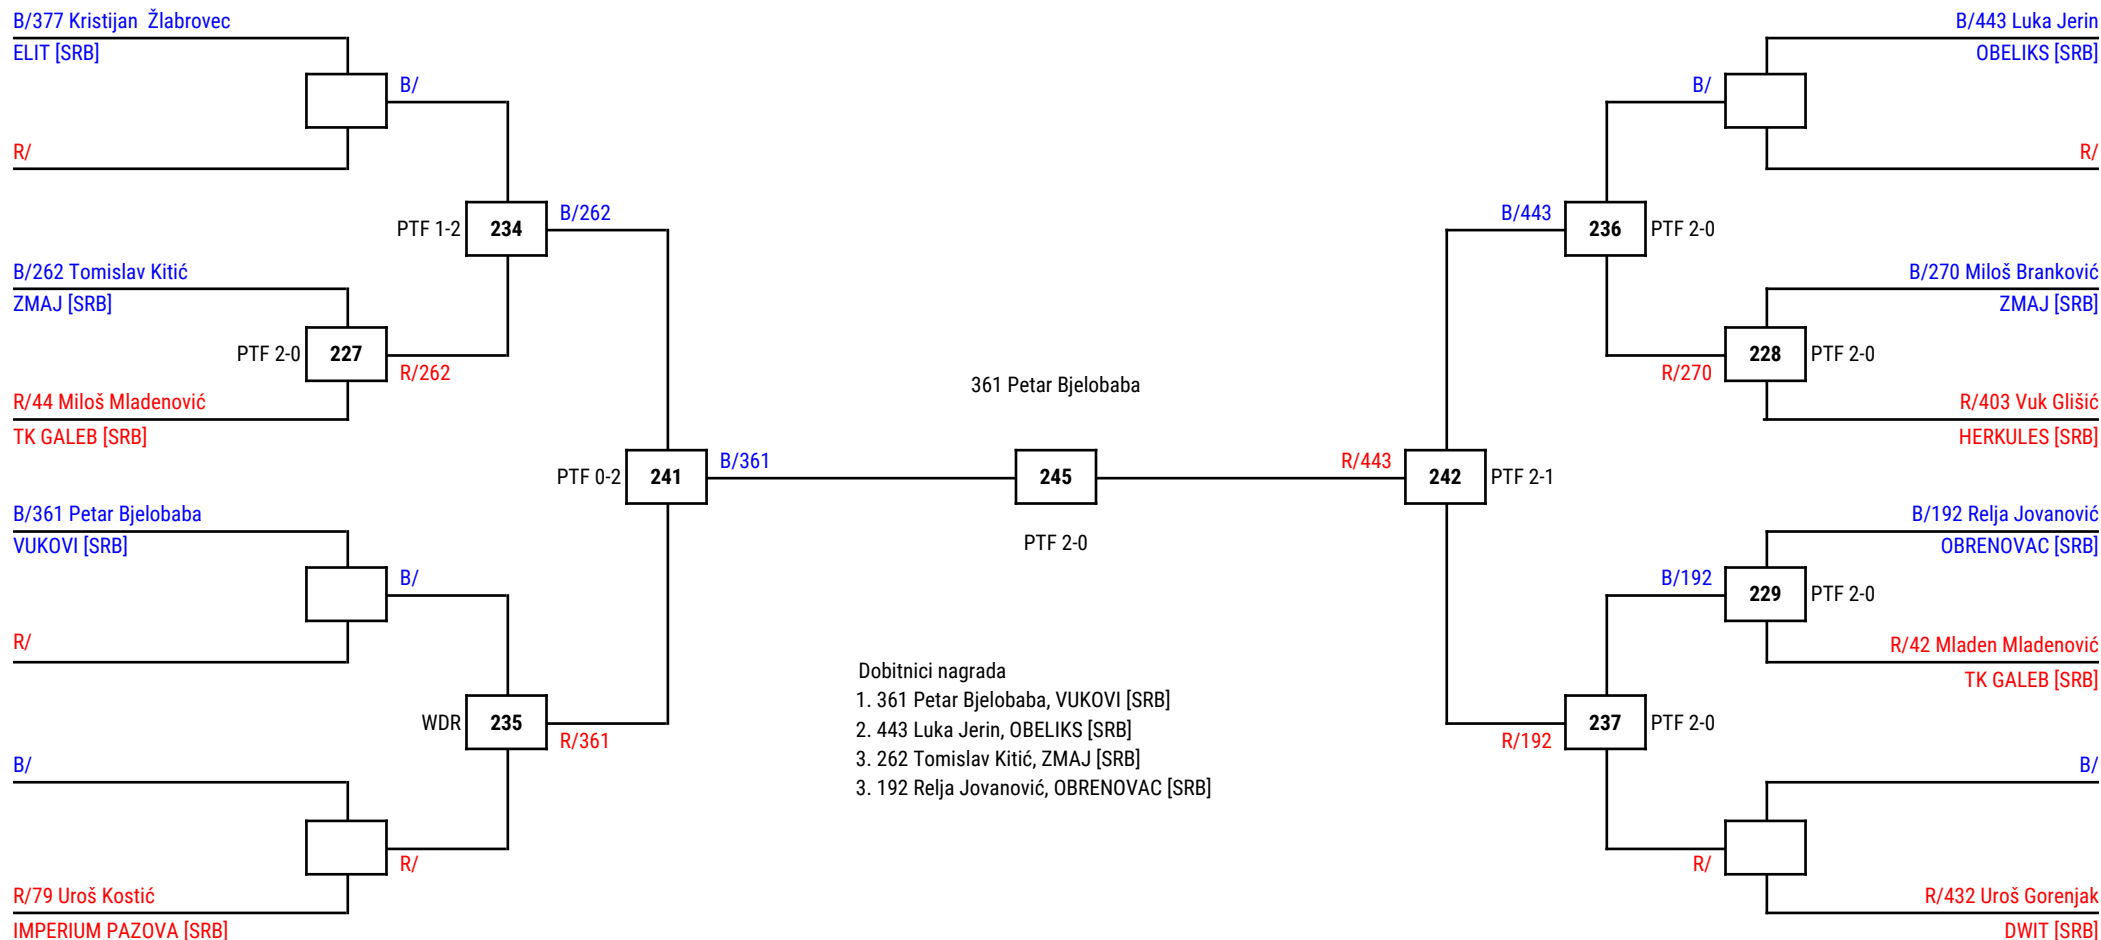 B/377 Kristijan  Žlabrovec
ELIT [SRB]
B/
R/
PTF 1-2
234
B/262
B/262 Tomislav Kitić
ZMAJ [SRB]
PTF 2-0
227
R/262
R/44 Miloš Mladenović
TK GALEB [SRB]
PTF 0-2
241
B/361
B/361 Petar Bjelobaba
VUKOVI [SRB]
B/
R/
WDR
235
R/361
B/
R/
R/79 Uroš Kostić
IMPERIUM PAZOVA [SRB]
361 Petar Bjelobaba
245
PTF 2-0
Dobitnici nagrada
1. 361 Petar Bjelobaba, VUKOVI [SRB]
2. 443 Luka Jerin, OBELIKS [SRB]
3. 262 Tomislav Kitić, ZMAJ [SRB]
3. 192 Relja Jovanović, OBRENOVAC [SRB]
B/443 Luka Jerin
OBELIKS [SRB]
B/
R/
B/443
236
PTF 2-0
B/270 Miloš Branković
ZMAJ [SRB]
228
PTF 2-0
R/270
R/403 Vuk Glišić
HERKULES [SRB]
R/443
242
PTF 2-1
B/192 Relja Jovanović
OBRENOVAC [SRB]
B/192
229
PTF 2-0
R/42 Mladen Mladenović
TK GALEB [SRB]
237
PTF 2-0
R/192
B/
R/
R/432 Uroš Gorenjak
DWIT [SRB]